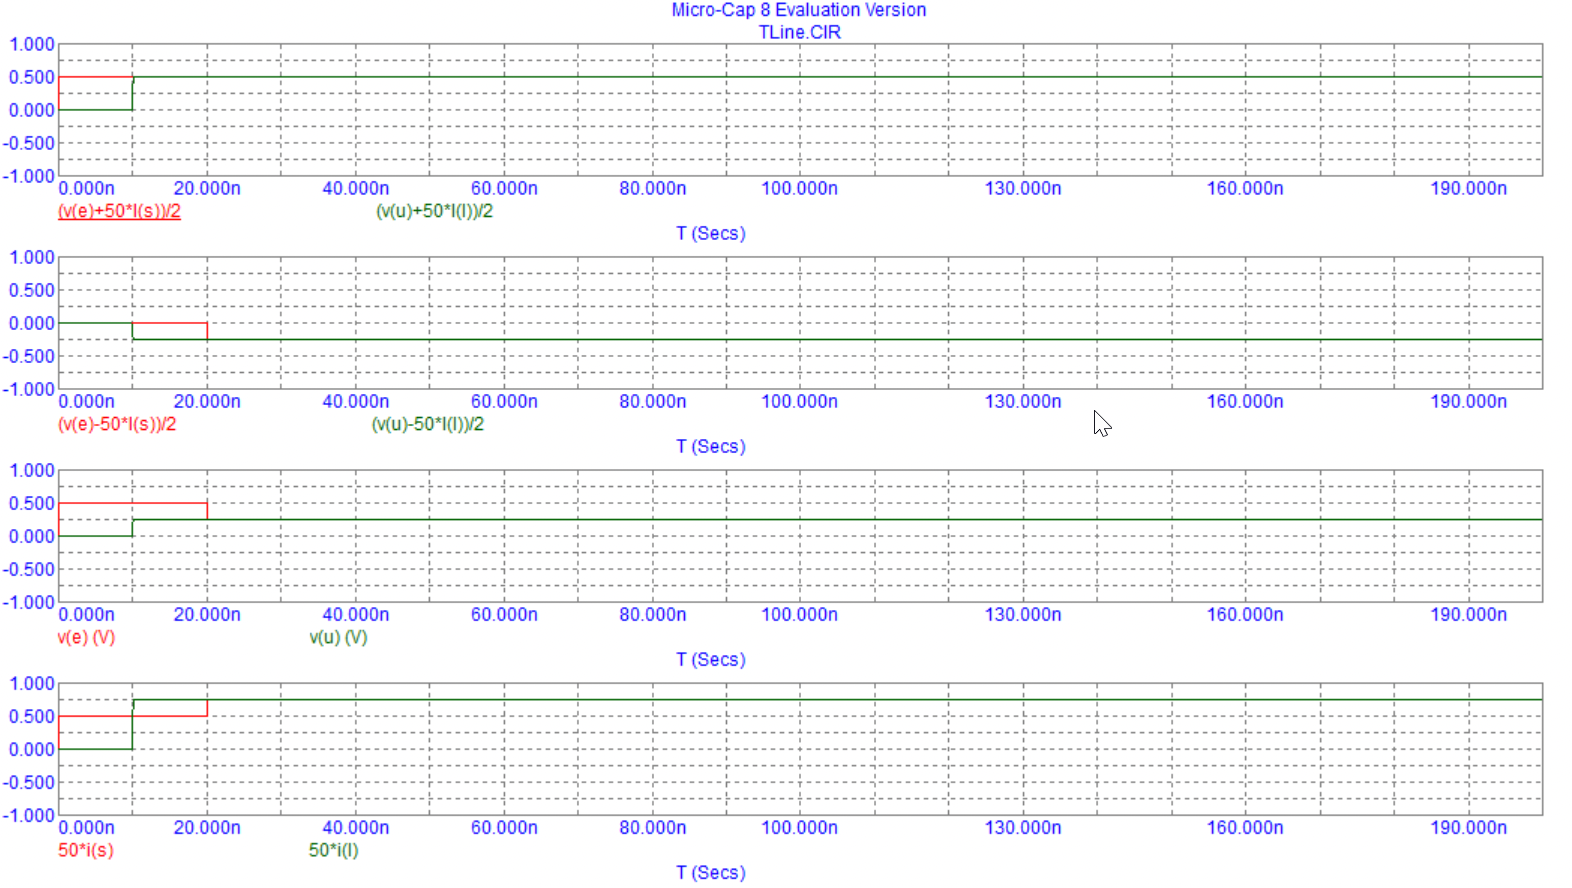 Micro-Cap 8 Evaluation Version
TLine.CIR
1.000
0.500
0.000
-0.500
-1.000
0.000n 20.000n 40.000n 60.000n 80.000n 100.000n 130.000n 160.000n 190.000n
(v(e)+50*I(s))/2 (v(u)+50*I(l))/2
T (Secs)
1.000
0.500
0.000
-0.500
-1.000
0.000n 20.000n 40.000n 60.000n 80.000n 100.000n 130.000n 160.000n 190.000n
(v(e)-50*I(s))/2 (v(u)-50*I(l))/2
T (Secs)
1.000
0.500
0.000
-0.500
-1.000
0.000n 20.000n 40.000n 60.000n 80.000n 100.000n 130.000n 160.000n 190.000n
v(e) (V) v(u) (V)
T (Secs)
1.000
0.500
0.000
-0.500
-1.000
0.000n 20.000n 40.000n 60.000n 80.000n 100.000n 130.000n 160.000n 190.000n
50*i(s) 50*i(l)
T (Secs)